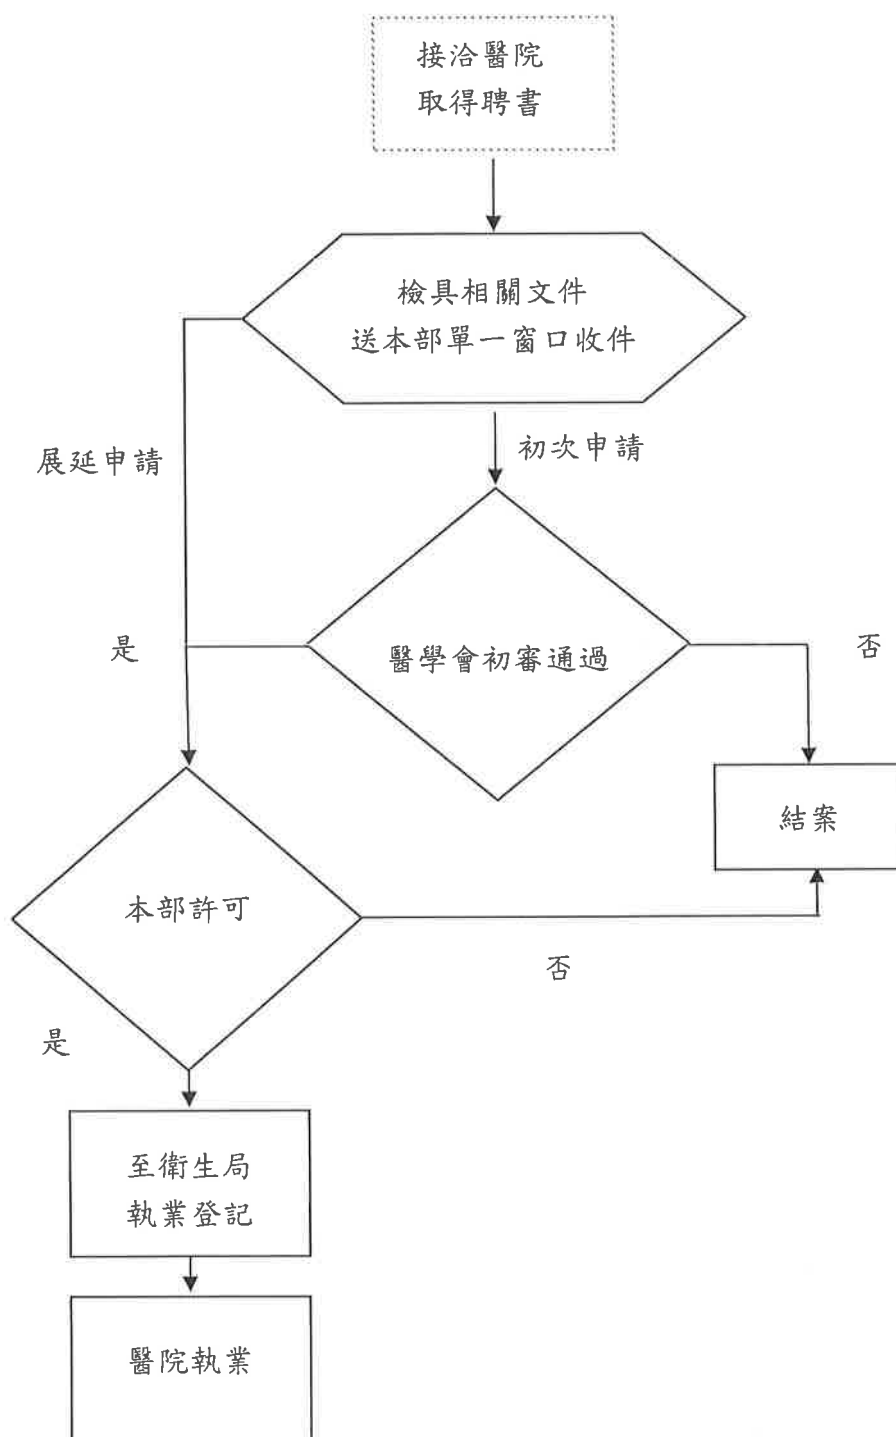 接洽醫院
取得聘書
檢具相關文件
送本部單一窗口收件
展延申請
初次申請
是
醫學會初審通過
否
結案
本部許可
否
是
至衛生局
執業登記
醫院執業